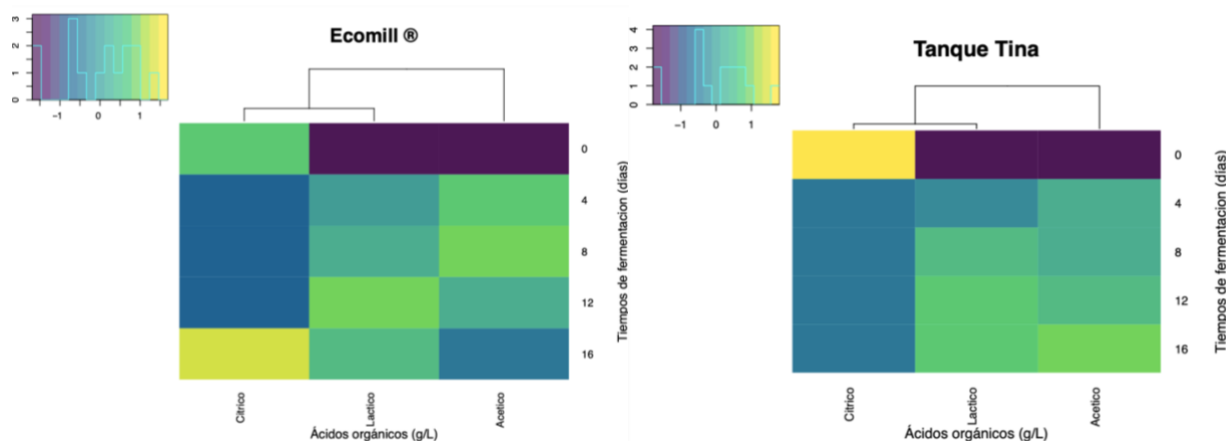 Ecomill ®
3
2
1
0
-1
0
1
0
4
8
12
16
Tiempos de fermentacion (días)
Citrico
Lactico
Acetico
Ácidos orgánicos (g/L)
Tanque Tina
4
3
2
1
0
-1
0
1
0
4
8
12
16
Tiempos de fermentacion (días)
Citrico
Lactico
Acetico
Ácidos orgánicos (g/L)